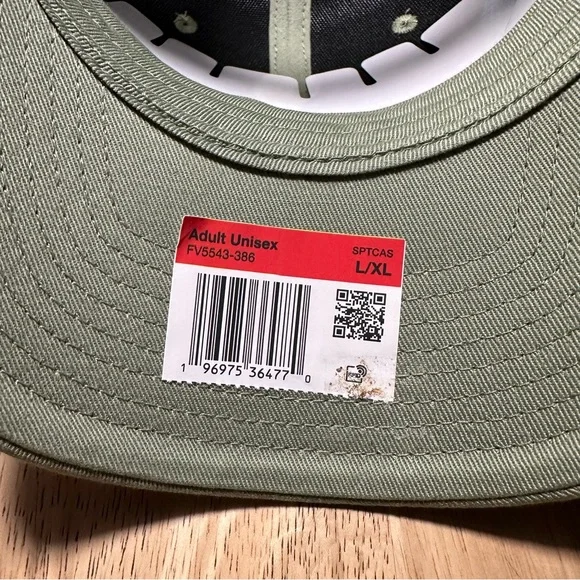 Adult Unisex
FV5543-386
SPTCAS
L/XL
1 96975 36477 0